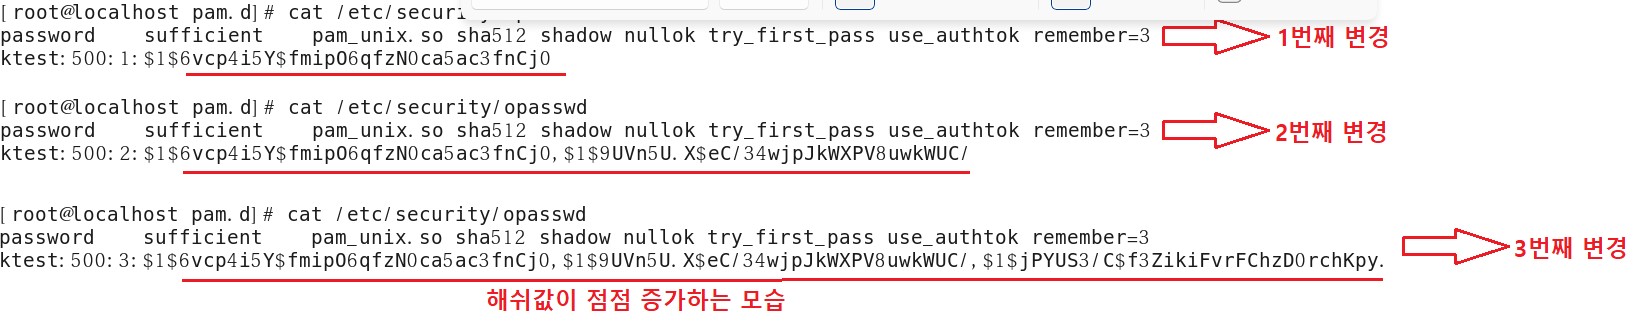 [root@localhost pam.d]# cat /etc/security/opasswd
password    sufficient    pam_unix.so sha512 shadow nullok try_first_pass use_authtok remember=3
1번째 변경
ktest:500:1:$1$6vcp4i5Y$fmipO6qfzN0ca5ac3fnCj0
[root@localhost pam.d]# cat /etc/security/opasswd
password    sufficient    pam_unix.so sha512 shadow nullok try_first_pass use_authtok remember=3
2번째 변경
ktest:500:2:$1$6vcp4i5Y$fmipO6qfzN0ca5ac3fnCj0,$1$9UVn5U.X$eC/34wjpJkWXPV8uwkWUC/
[root@localhost pam.d]# cat /etc/security/opasswd
password    sufficient    pam_unix.so sha512 shadow nullok try_first_pass use_authtok remember=3
3번째 변경
ktest:500:3:$1$6vcp4i5Y$fmipO6qfzN0ca5ac3fnCj0,$1$9UVn5U.X$eC/34wjpJkWXPV8uwkWUC/,$1$jPYUS3/C$f3ZikiFvrFChzD0rchKpy.
해쉬값이 점점 증가하는 모습